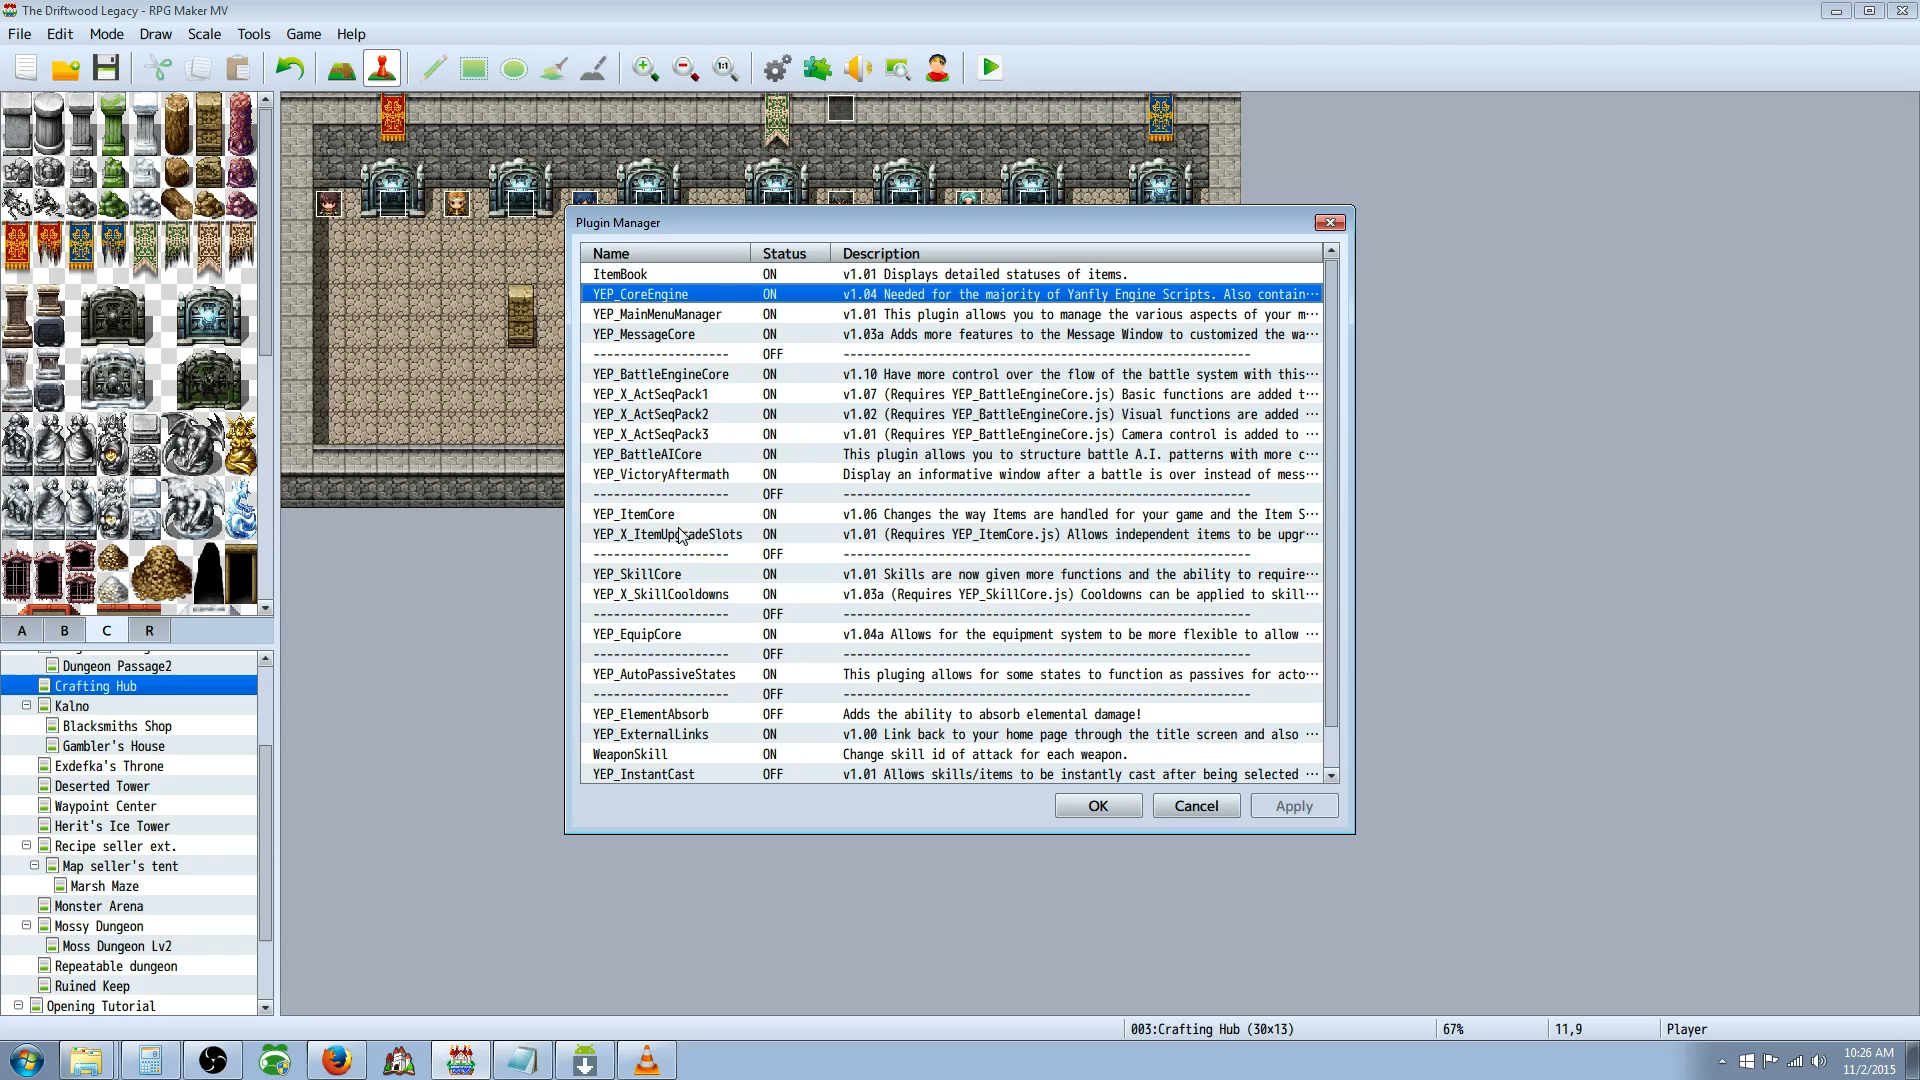 The Driftwood Legacy - RPG Maker MV
File Edit Mode Draw Scale Tools Game Help
1:1
Plugin Manager
Name Status Description
ItemBook ON v1.01 Displays detailed statuses of items.
YEP_CoreEngine ON v1.04 Needed for the majority of Yanfly Engine Scripts. Also contain···
YEP_MainMenuManager ON v1.01 This plugin allows you to manage the various aspects of your m···
YEP_MessageCore ON v1.03a Adds more features to the Message Window to customized the wa···
-------------------- OFF ------------------------------------------------------------
YEP_BattleEngineCore ON v1.10 Have more control over the flow of the battle system with this···
YEP_X_ActSeqPack1 ON v1.07 (Requires YEP_BattleEngineCore.js) Basic functions are added t···
YEP_X_ActSeqPack2 ON v1.02 (Requires YEP_BattleEngineCore.js) Visual functions are added ···
YEP_X_ActSeqPack3 ON v1.01 (Requires YEP_BattleEngineCore.js) Camera control is added to ···
YEP_BattleAICore ON This plugin allows you to structure battle A.I. patterns with more c···
YEP_VictoryAftermath ON Display an informative window after a battle is over instead of mess···
-------------------- OFF ------------------------------------------------------------
YEP_ItemCore ON v1.06 Changes the way Items are handled for your game and the Item S···
YEP_X_ItemUpgradeSlots ON v1.01 (Requires YEP_ItemCore.js) Allows independent items to be upgr···
-------------------- OFF ------------------------------------------------------------
YEP_SkillCore ON v1.01 Skills are now given more functions and the ability to require···
YEP_X_SkillCooldowns ON v1.03a (Requires YEP_SkillCore.js) Cooldowns can be applied to skill···
-------------------- OFF ------------------------------------------------------------
YEP_EquipCore ON v1.04a Allows for the equipment system to be more flexible to allow ···
-------------------- OFF ------------------------------------------------------------
YEP_AutoPassiveStates ON This pluging allows for some states to function as passives for acto···
-------------------- OFF ------------------------------------------------------------
YEP_ElementAbsorb OFF Adds the ability to absorb elemental damage!
YEP_ExternalLinks ON v1.00 Link back to your home page through the title screen and also ···
WeaponSkill ON Change skill id of attack for each weapon.
YEP_InstantCast OFF v1.01 Allows skills/items to be instantly cast after being selected ···
OK Cancel Apply
A B C R
Dungeon Passage2
Crafting Hub
Kalno
Blacksmiths Shop
Gambler's House
Exdefka's Throne
Deserted Tower
Waypoint Center
Herit's Ice Tower
Recipe seller ext.
Map seller's tent
Marsh Maze
Monster Arena
Mossy Dungeon
Moss Dungeon Lv2
Repeatable dungeon
Ruined Keep
Opening Tutorial
003:Crafting Hub (30x13) 67% 11,9 Player
10:26 AM
11/2/2015